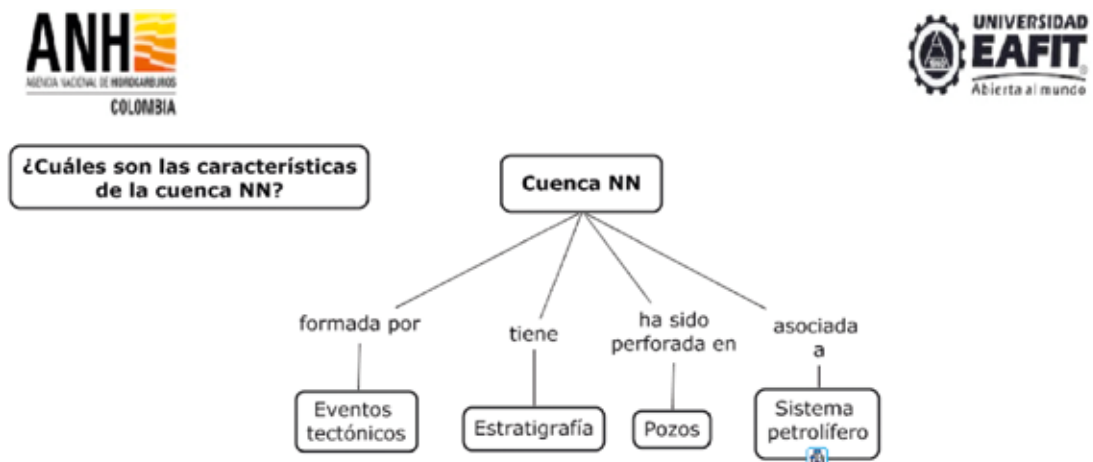 ANH
AGENCIA NACIONAL DE HIDROCARBUROS
COLOMBIA
UNIVERSIDAD
EAFIT
Abierta al mundo
¿Cuáles son las características
de la cuenca NN?
Cuenca NN
formada por
tiene
ha sido
perforada en
asociada
a
Eventos
tectónicos
Estratigrafía
Pozos
Sistema
petrolífero